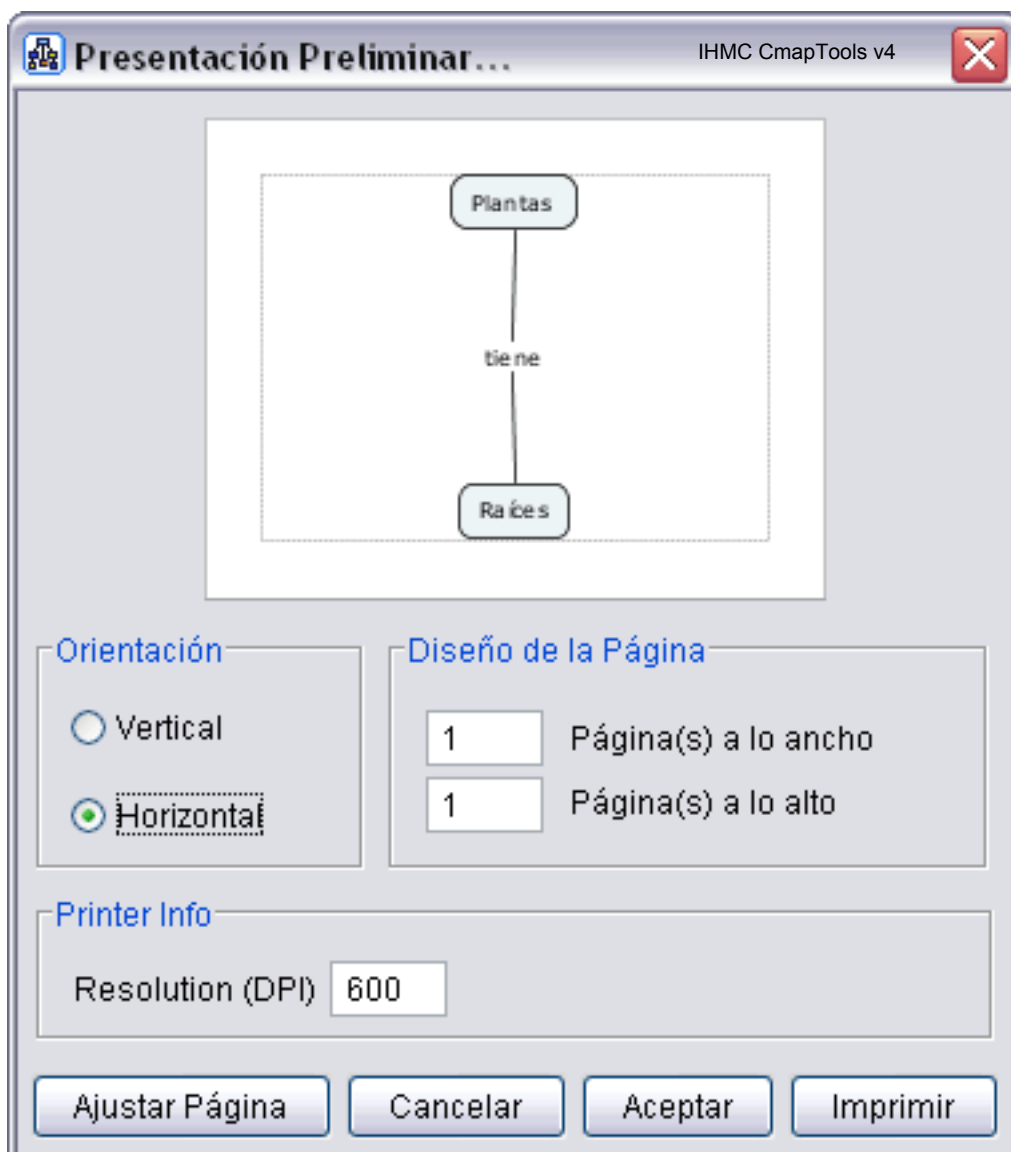 Presentación Preliminar... IHMC CmapTools v4
Plantas
tiene
Raíces
Orientación
Vertical
Horizontal
Diseño de la Página
1 Página(s) a lo ancho
1 Página(s) a lo alto
Printer Info
Resolution (DPI) 600
Ajustar Página Cancelar Aceptar Imprimir